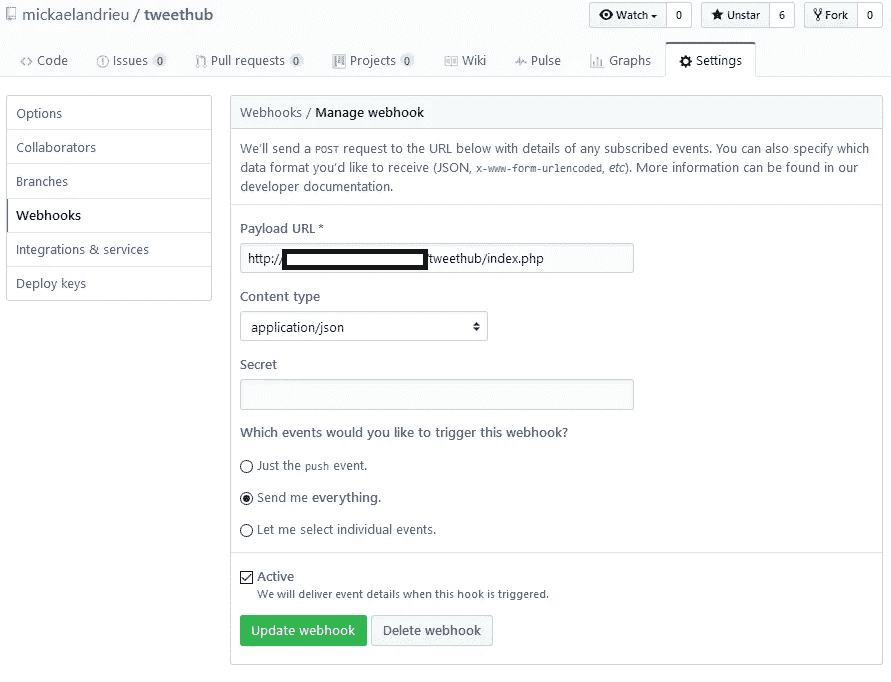 mickaelandrieu / tweethub
Watch 0 Unstar 6 Fork 0
Code Issues 0 Pull requests 0 Projects 0 Wiki Pulse Graphs Settings
Options
Collaborators
Branches
Webhooks
Integrations & services
Deploy keys
Webhooks / Manage webhook
We'll send a POST request to the URL below with details of any subscribed events. You can also specify which
data format you'd like to receive (JSON, x-www-form-urlencoded, etc). More information can be found in our
developer documentation.
Payload URL *
http:// /tweethub/index.php
Content type
application/json
Secret
Which events would you like to trigger this webhook?
Just the push event.
Send me everything.
Let me select individual events.
Active
We will deliver event details when this hook is triggered.
Update webhook Delete webhook